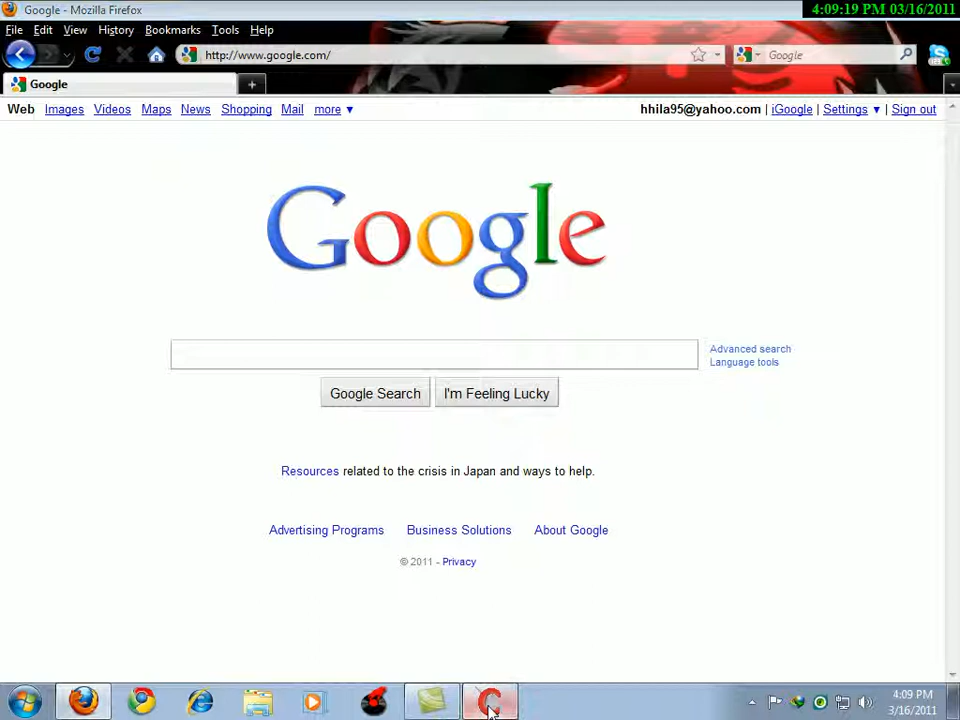 Google - Mozilla Firefox
4:09:19 PM 03/16/2011
File Edit View History Bookmarks Tools Help
http://www.google.com/
Google
Google
Web Images Videos Maps News Shopping Mail more ▼
hhila95@yahoo.com | iGoogle | Settings ▼ | Sign out
Google
Advanced search
Language tools
Google Search
I'm Feeling Lucky
Resources related to the crisis in Japan and ways to help.
Advertising Programs Business Solutions About Google
© 2011 - Privacy
4:09 PM
3/16/2011